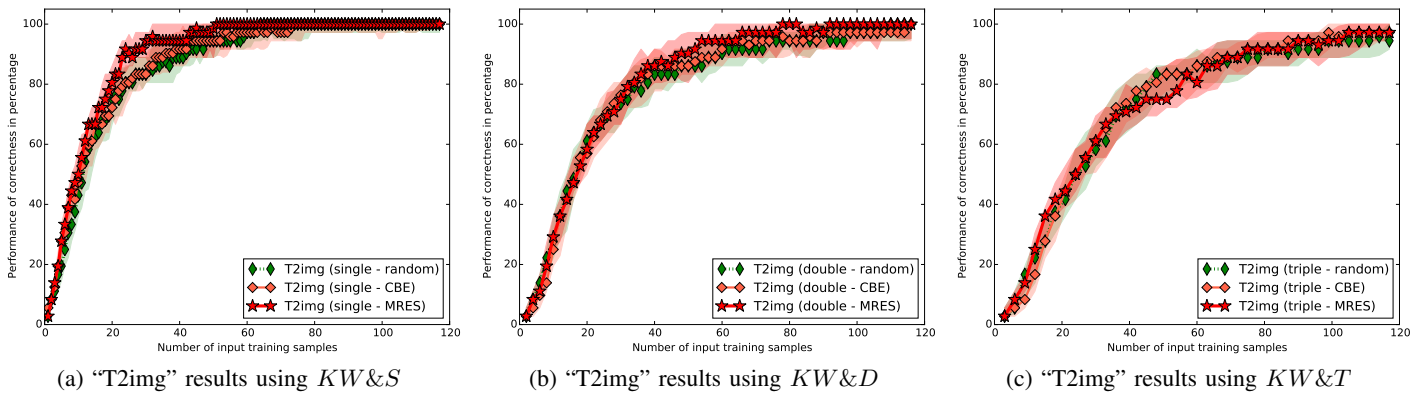 Performance of correctness in percentage
100
80
60
40
20
0
0 20 40 60 80 100 120
Number of input training samples
T2img (single - random)
T2img (single - CBE)
T2img (single - MRES)
(a) “T2img” results using KW&S
Performance of correctness in percentage
100
80
60
40
20
0
0 20 40 60 80 100 120
Number of input training samples
T2img (double - random)
T2img (double - CBE)
T2img (double - MRES)
(b) “T2img” results using KW&D
Performance of correctness in percentage
100
80
60
40
20
0
0 20 40 60 80 100 120
Number of input training samples
T2img (triple - random)
T2img (triple - CBE)
T2img (triple - MRES)
(c) “T2img” results using KW&T